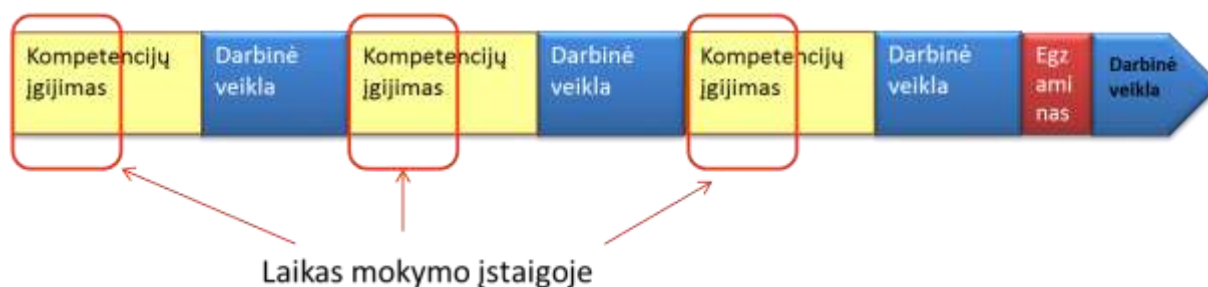 Kompetencijų
įgijimas
Darbinė
veikla
Kompetencijų
įgijimas
Darbinė
veikla
Kompetencijų
įgijimas
Darbinė
veikla
Egz
ami
nas
Darbinė
veikla
Laikas mokymo įstaigoje